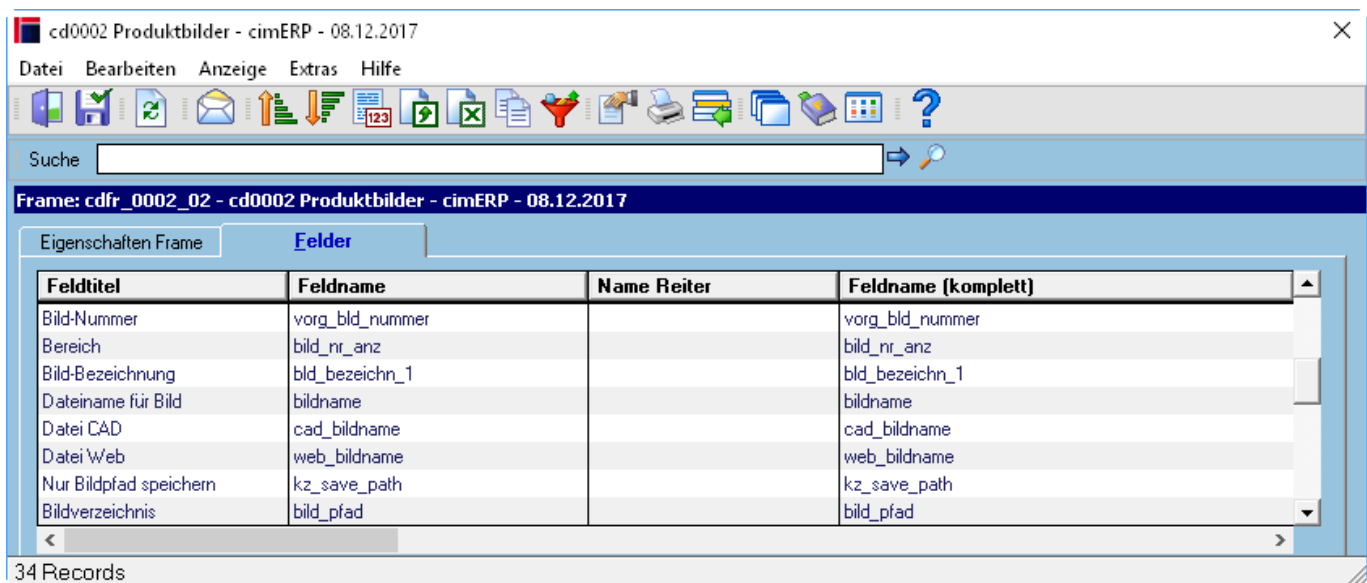 cd0002 Produktbilder - cimERP - 08.12.2017
Datei Bearbeiten Anzeige Extras Hilfe
123
Suche
Frame: cdfr_0002_02 - cd0002 Produktbilder - cimERP - 08.12.2017
Eigenschaften Frame Felder
Feldtitel Feldname Name Reiter Feldname (komplett)
Bild-Nummer vorg_bld_nummer vorg_bld_nummer
Bereich bild_nr_anz bild_nr_anz
Bild-Bezeichnung bld_bezeichn_1 bld_bezeichn_1
Dateiname für Bild bildname bildname
Datei CAD cad_bildname cad_bildname
Datei Web web_bildname web_bildname
Nur Bildpfad speichern kz_save_path kz_save_path
Bildverzeichnis bild_pfad bild_pfad
34 Records